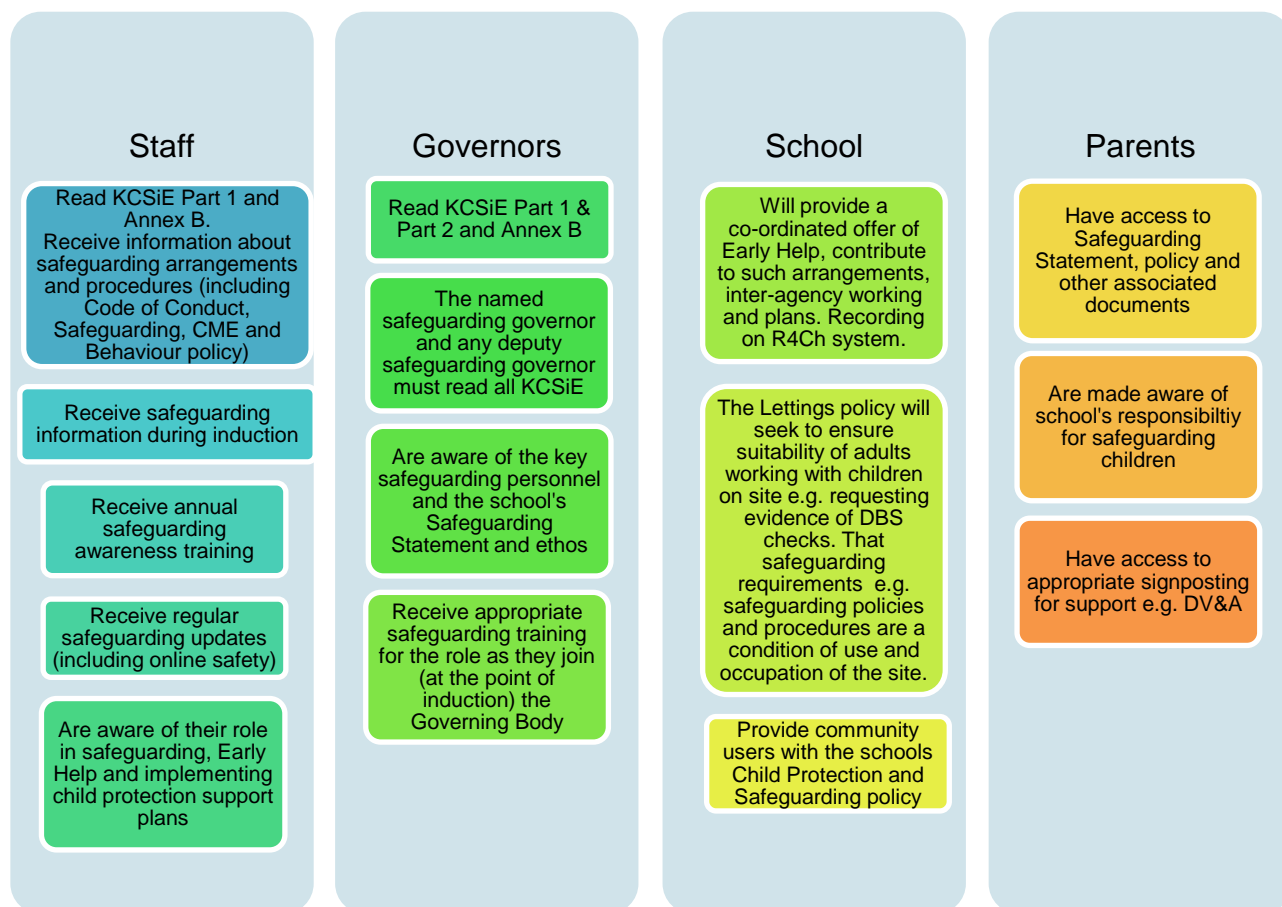 Staff
Read KCSiE Part 1 and
Annex B.
Receive information about
safeguarding arrangements
and procedures (including
Code of Conduct,
Safeguarding, CME and
Behaviour policy)
Receive safeguarding
information during induction
Receive annual
safeguarding
awareness training
Receive regular
safeguarding updates
(including online safety)
Are aware of their role
in safeguarding, Early
Help and implementing
child protection support
plans
Governors
Read KCSiE Part 1 &
Part 2 and Annex B
The named
safeguarding governor
and any deputy
safeguarding governor
must read all KCSiE
Are aware of the key
safeguarding personnel
and the school's
Safeguarding
Statement and ethos
Receive appropriate
safeguarding training
for the role as they join
(at the point of
induction) the
Governing Body
School
Will provide a
co-ordinated offer of
Early Help, contribute
to such arrangements,
inter-agency working
and plans. Recording
on R4Ch system.
The Lettings policy will
seek to ensure
suitability of adults
working with children
on site e.g. requesting
evidence of DBS
checks. That
safeguarding
requirements e.g.
safeguarding policies
and procedures are a
condition of use and
occupation of the site.
Provide community
users with the schools
Child Protection and
Safeguarding policy
Parents
Have access to
Safeguarding
Statement, policy and
other associated
documents
Are made aware of
school's responsibiltiy
for safeguarding
children
Have access to
appropriate signposting
for support e.g. DV&A